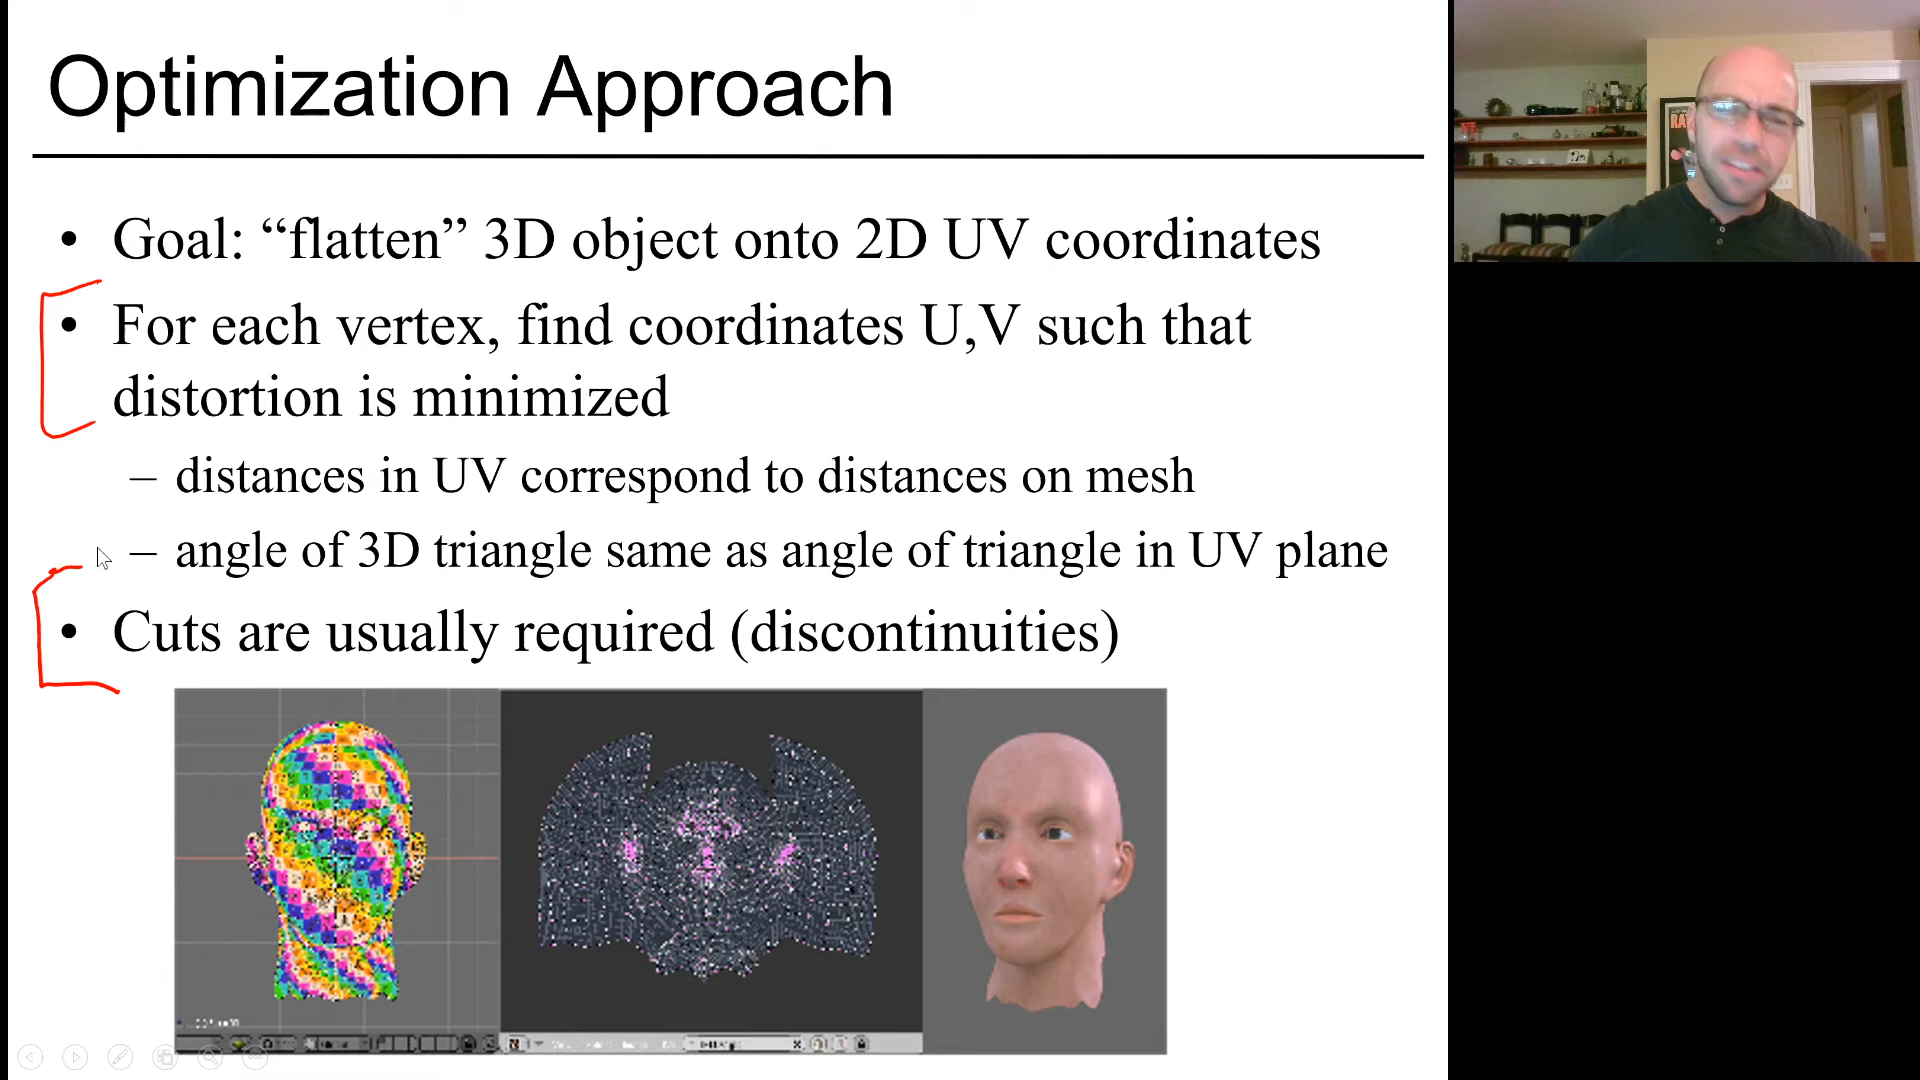 Optimization Approach
• Goal: “flatten” 3D object onto 2D UV coordinates
• For each vertex, find coordinates U,V such that
distortion is minimized
– distances in UV correspond to distances on mesh
– angle of 3D triangle same as angle of triangle in UV plane
• Cuts are usually required (discontinuities)
RA